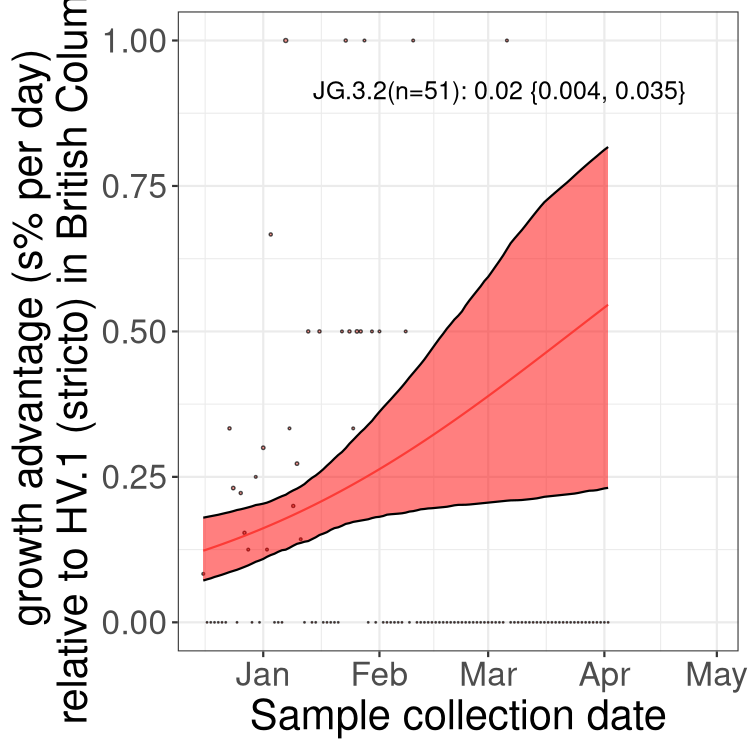 growth advantage (s% per day)
relative to HV.1 (stricto) in British Colum
1.00
0.75
0.50
0.25
0.00
JG.3.2(n=51): 0.02 {0.004, 0.035}
Jan Feb Mar Apr May
Sample collection date